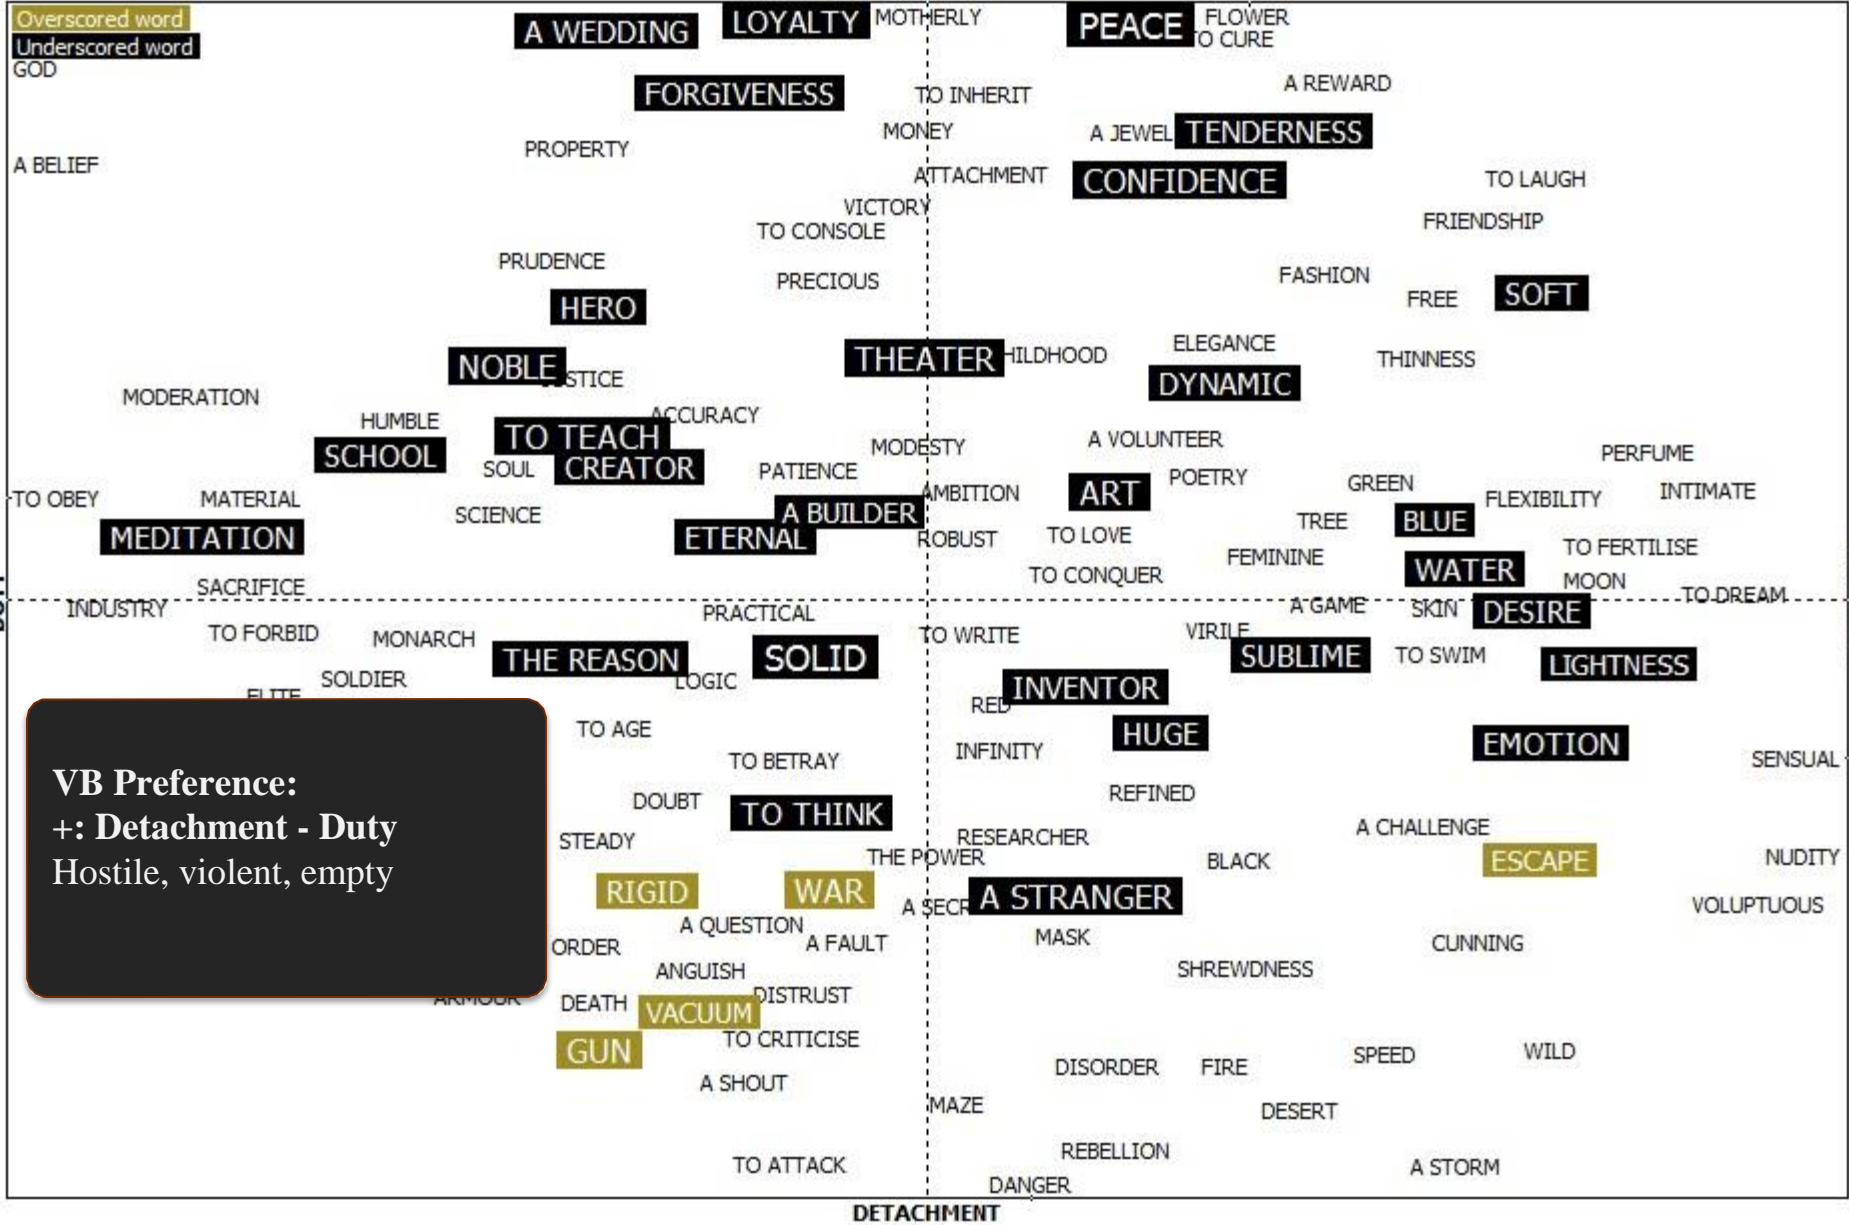 Overscored word
Underscored word
GOD
A WEDDING
LOYALTY
MOTHERLY
PEACE
FLOWER
TO CURE
FORGIVENESS
TO INHERIT
A REWARD
MONEY
A JEWEL
TENDERNESS
PROPERTY
A BELIEF
ATTACHMENT
CONFIDENCE
TO LAUGH
VICTORY
FRIENDSHIP
TO CONSOLE
PRUDENCE
PRECIOUS
FASHION
FREE
SOFT
HERO
ELEGANCE
NOBLE
STICE
THEATER
HILDHOOD
THINNESS
DYNAMIC
MODERATION
HUMBLE
ACCURACY
TO TEACH
MODESTY
A VOLUNTEER
SCHOOL
SOUL
CREATOR
PATIENCE
PERFUME
POETRY
GREEN
TO OBEY
MATERIAL
AMBITION
ART
FLEXIBILITY
INTIMATE
SCIENCE
A BUILDER
TREE
BLUE
MEDITATION
ETERNAL
ROBUST
TO LOVE
FEMININE
TO FERTILISE
SACRIFICE
TO CONQUER
WATER
MOON
TO DREAM
INDUSTRY
PRACTICAL
A GAME
SKIN
DESIRE
TO FORBID
MONARCH
TO WRITE
VIRILE
THE REASON
SOLID
SUBLIME
TO SWIM
LIGHTNESS
SOLDIER
LOGIC
INVENTOR
ELITE
RED
TO AGE
HUGE
EMOTION
INFINITY
TO BETRAY
SENSUAL
VB Preference:
+: Detachment - Duty
Hostile, violent, empty
DOUBT
TO THINK
REFINED
STEADY
RESEARCHER
A CHALLENGE
THE POWER
BLACK
ESCAPE
NUDITY
RIGID
WAR
A SECR
A STRANGER
VOLUPTUOUS
A QUESTION
ORDER
A FAULT
MASK
CUNNING
ANGUISH
SHREWDNESS
ARMOUR
DEATH
VACUUM
DISTRUST
GUN
TO CRITICISE
DISORDER
FIRE
SPEED
WILD
A SHOUT
MAZE
DESERT
TO ATTACK
REBELLION
A STORM
DANGER
DETACHMENT